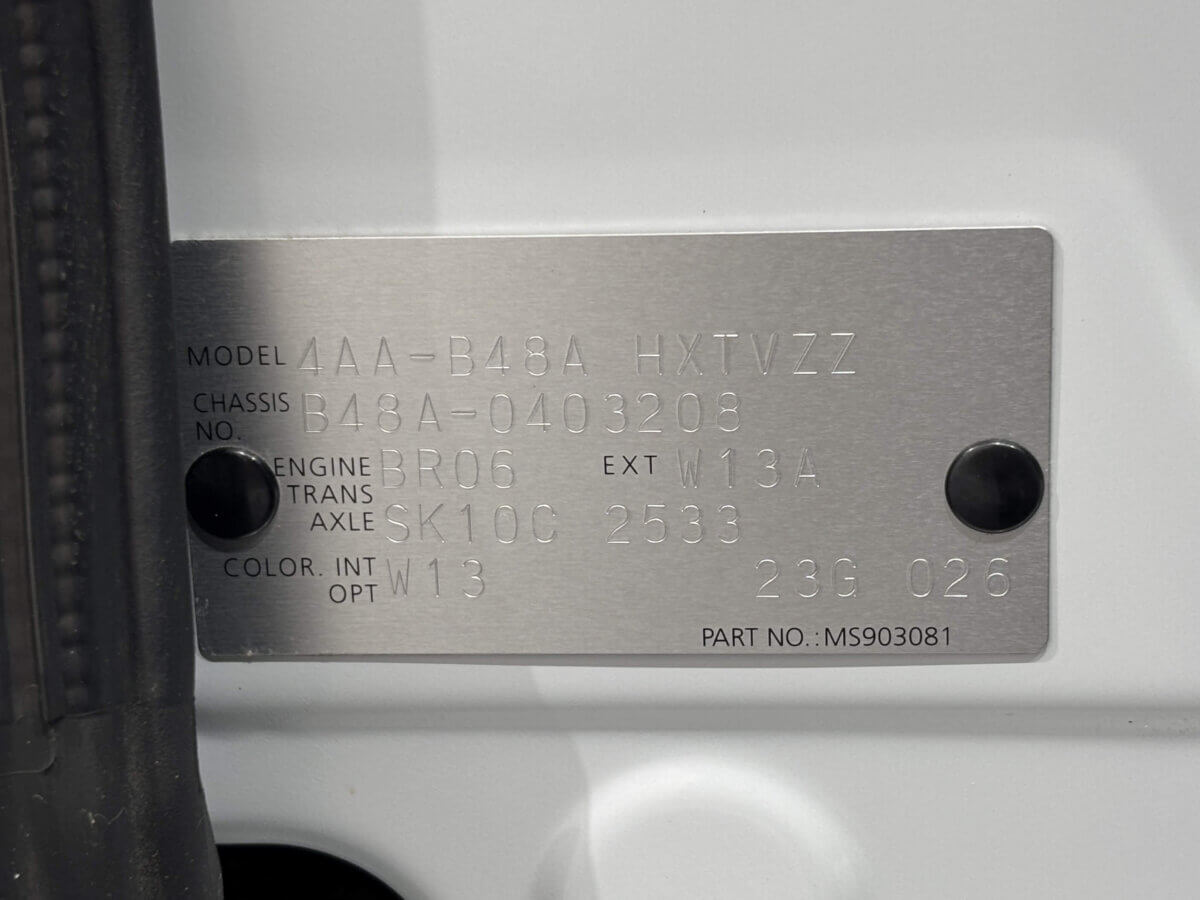 MODEL 4AA-B48A HXTVZZ
CHASSIS NO. B48A-0403208
ENGINE BR06 EXT W13A
TRANS AXLE SK10C 2533
COLOR. INT OPT W13 23G 026
PART NO.:MS903081